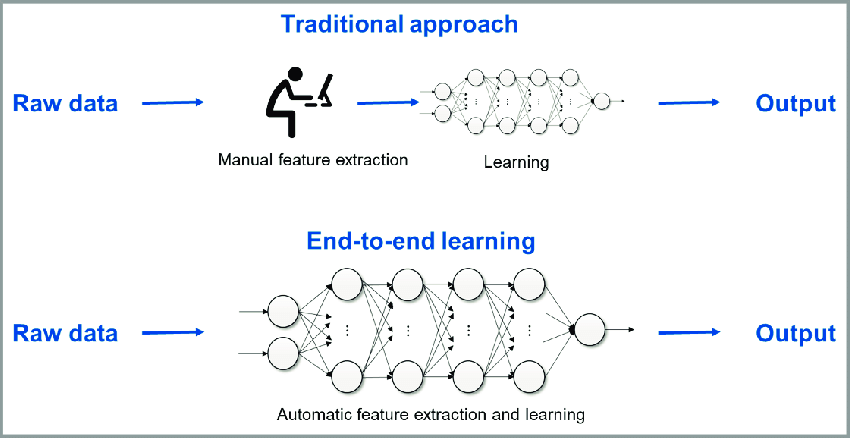 Traditional approach
Raw data
Output
Manual feature extraction
Learning
End-to-end learning
Raw data
Output
Automatic feature extraction and learning